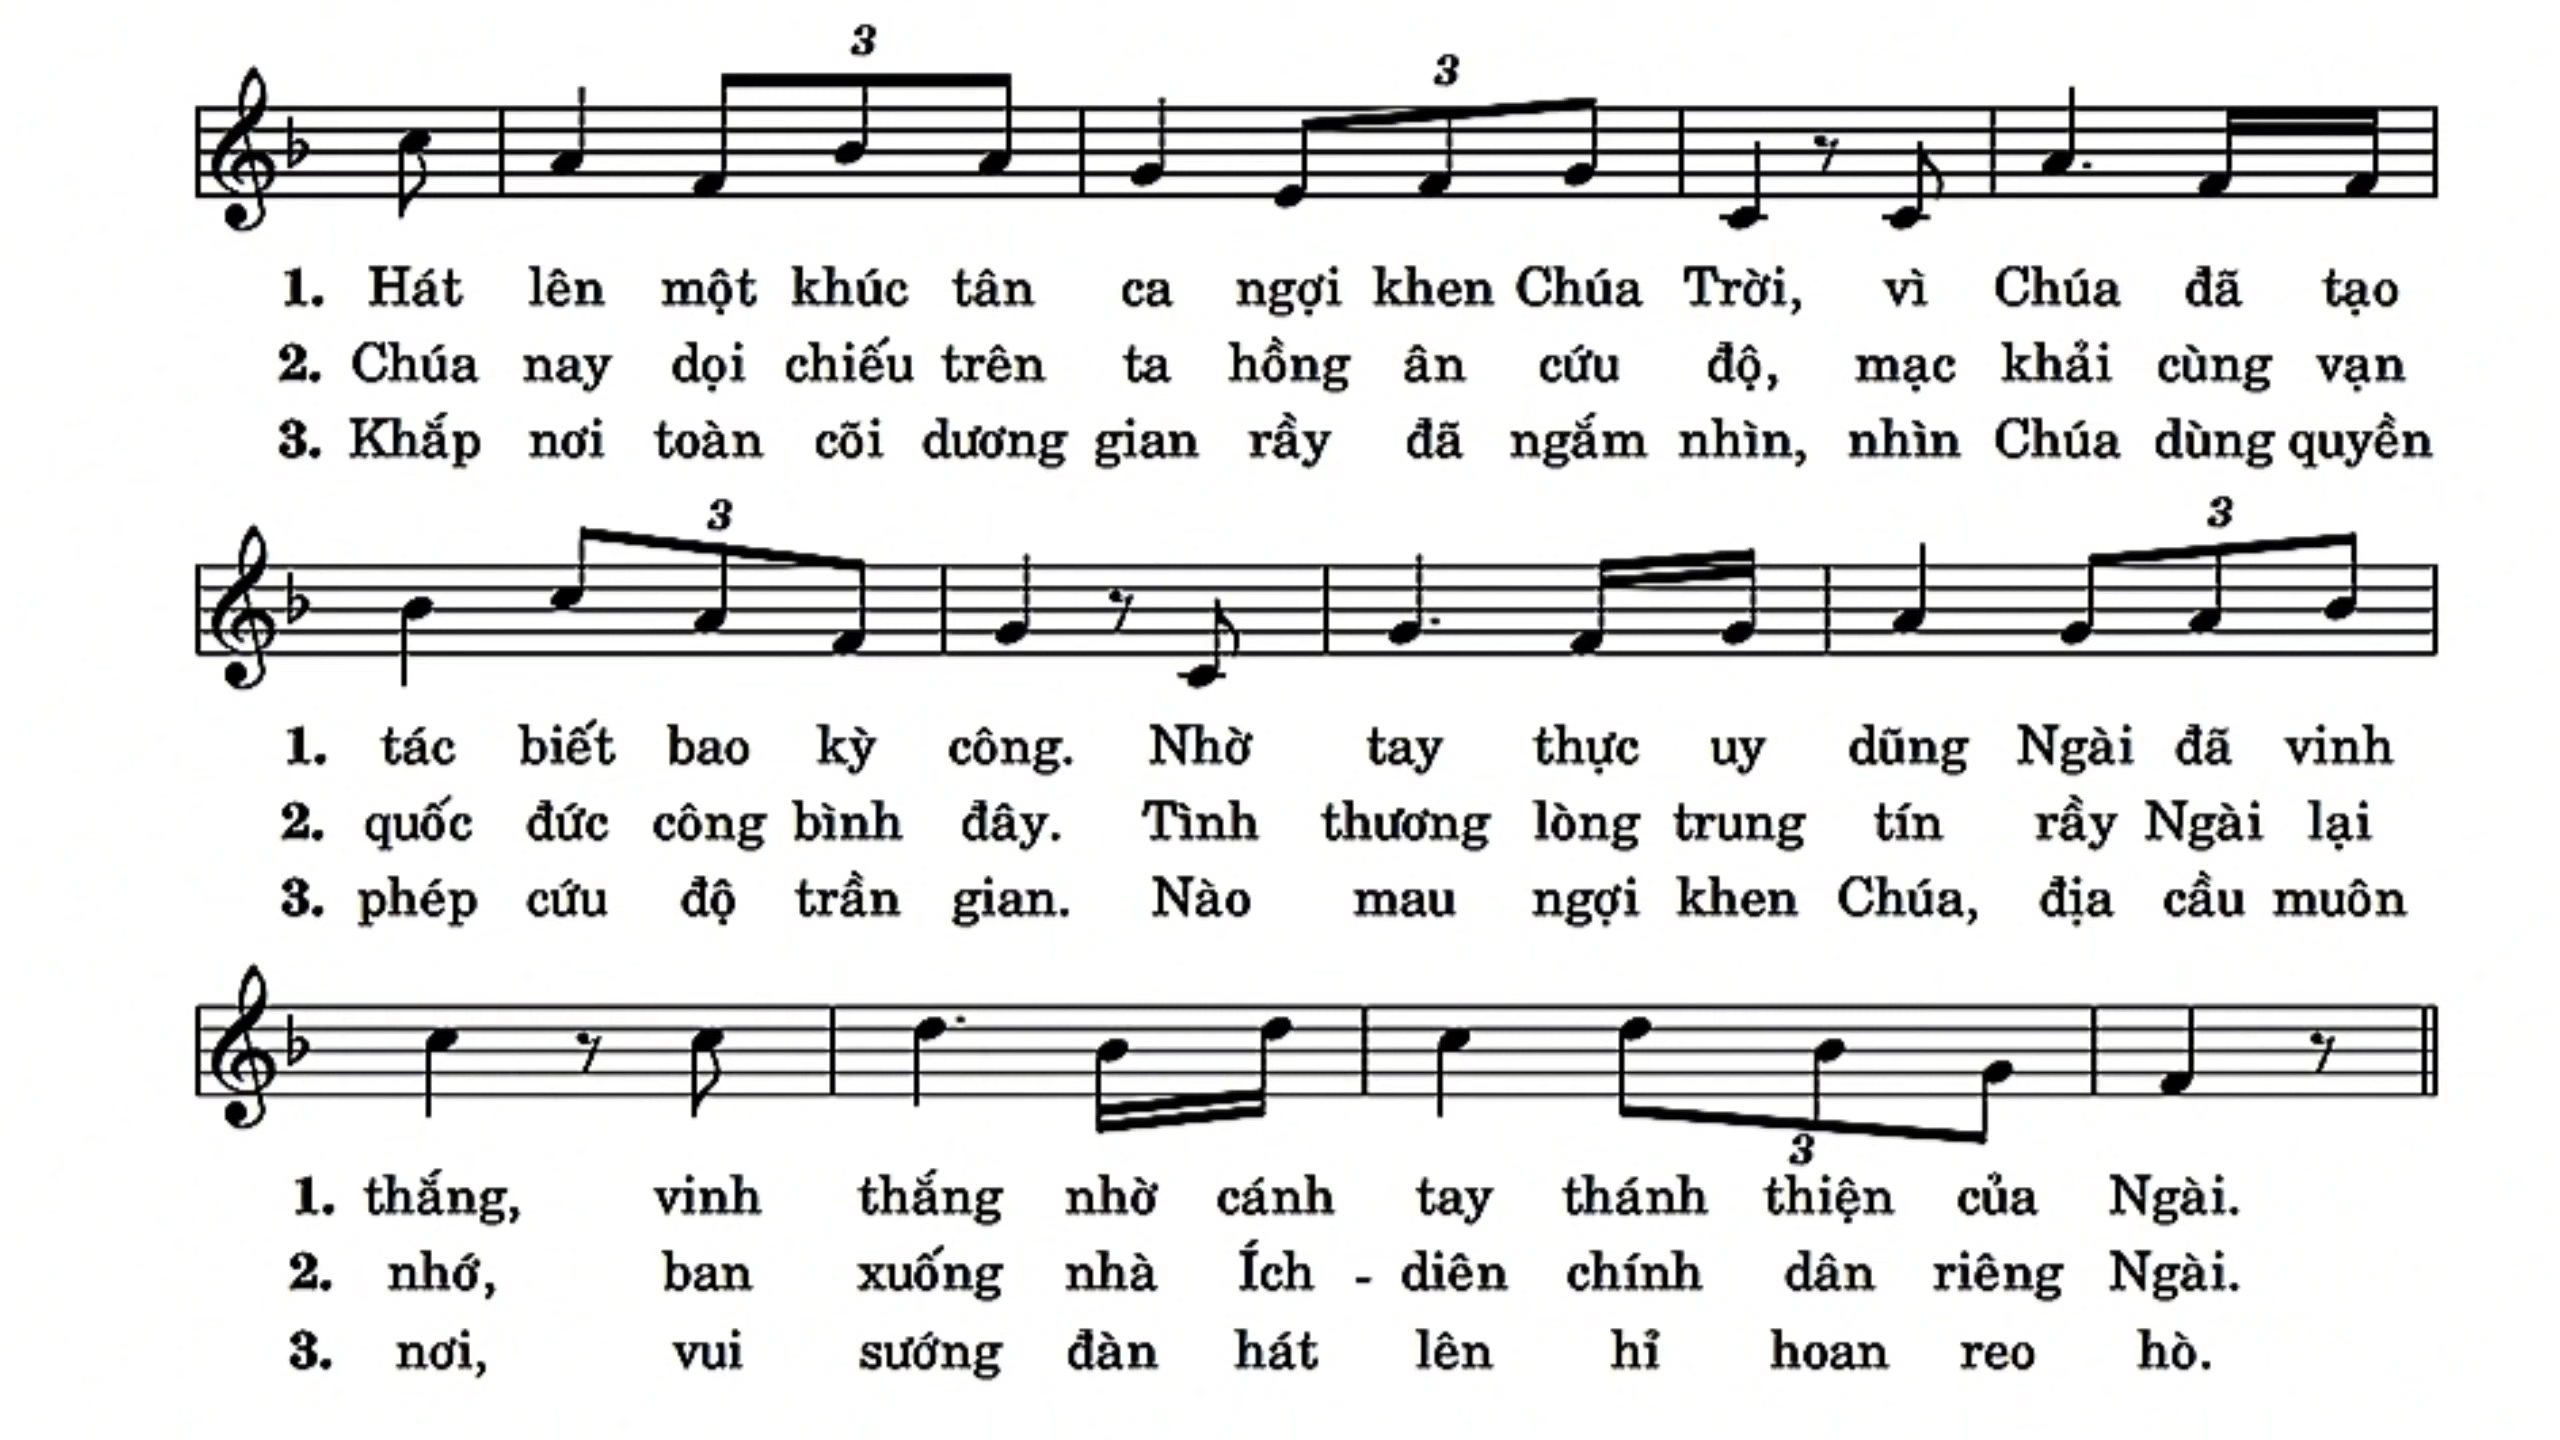 3
3
1. Hát lên một khúc tân ca ngợi khen Chúa Trời, vì Chúa đã tạo
2. Chúa nay dọi chiếu trên ta hồng ân cứu độ, mạc khải cùng vạn
3. Khắp nơi toàn cõi dương gian rầy đã ngắm nhìn, nhìn Chúa dùng quyền
3
3
1. tác biết bao kỳ công. Nhờ tay thực uy dũng Ngài đã vinh
2. quốc đức công bình đây. Tình thương lòng trung tín rầy Ngài lại
3. phép cứu độ trần gian. Nào mau ngợi khen Chúa, địa cầu muôn
3
1. thắng, vinh thắng nhờ cánh tay thánh thiện của Ngài.
2. nhớ, ban xuống nhà Ích - diên chính dân riêng Ngài.
3. nơi, vui sướng đàn hát lên hỉ hoan reo hò.